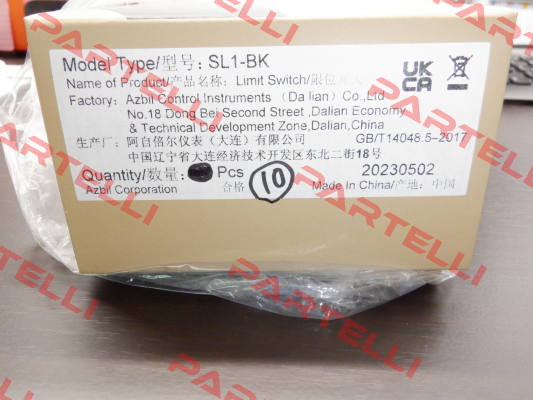 Model Type/型号: SL1-BK
Name of Product/产品名称: Limit Switch/限位开关
UK
CA
Factory: Azbil Control Instruments (Dalian) Co.,Ltd
No.18 Dong Bei Second Street ,Dalian Economy
& Technical Development Zone,Dalian,China
生产厂: 阿自倍尔仪表（大连）有限公司 GB/T14048.5-2017
中国辽宁省大连经济技术开发区东北二街18号
Quantity/数量: Pcs 10 20230502
Azbil Corporation 合格 Made in China/产地: 中国
PARTELLI
PARTELLI
PARTELLI
PARTELLI
PARTELLI